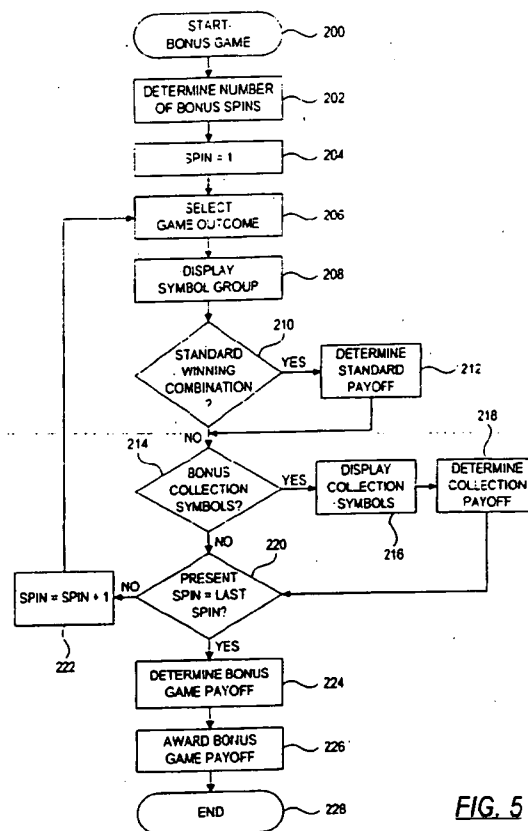 START
BONUS GAME
200
DETERMINE NUMBER
OF BONUS SPINS
202
SPIN = 1
204
SELECT
GAME OUTCOME
206
DISPLAY
SYMBOL GROUP
208
210
STANDARD
WINNING
COMBINATION
?
YES
DETERMINE
STANDARD
PAYOFF
212
NO
214
BONUS
COLLECTION
SYMBOLS?
YES
DISPLAY
COLLECTION
SYMBOLS
216
218
DETERMINE
COLLECTION
PAYOFF
NO
220
PRESENT
SPIN = LAST
SPIN?
NO
SPIN = SPIN + 1
222
YES
DETERMINE BONUS
GAME PAYOFF
224
AWARD BONUS
GAME PAYOFF
226
END
228
FIG. 5